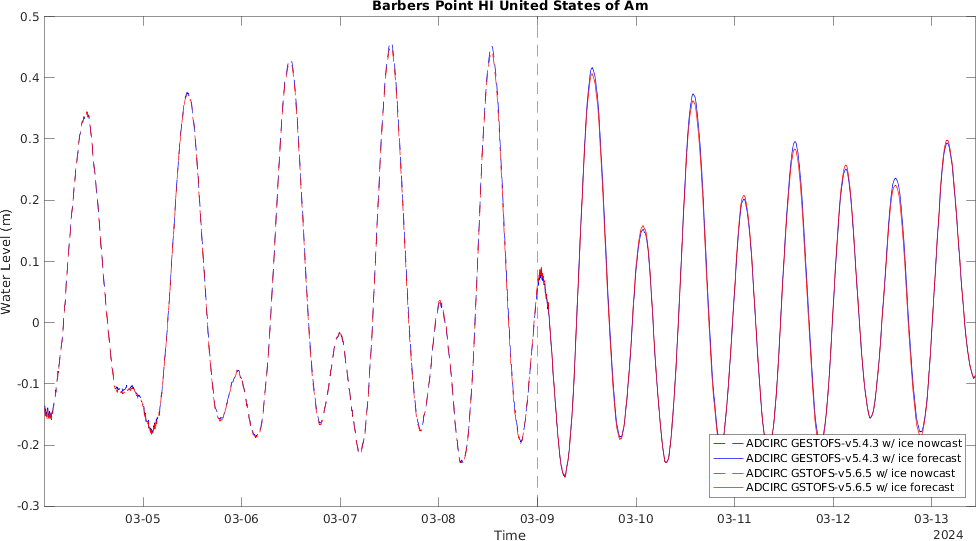 Barbers Point HI United States of Am
Water Level (m)
0.5
0.4
0.3
0.2
0.1
0
-0.1
-0.2
-0.3
ADCIRC GESTOFS-v5.4.3 w/ ice nowcast
ADCIRC GESTOFS-v5.4.3 w/ ice forecast
ADCIRC GSTOFS-v5.6.5 w/ ice nowcast
ADCIRC GSTOFS-v5.6.5 w/ ice forecast
03-05 03-06 03-07 03-08 03-09 03-10 03-11 03-12 03-13
Time
2024